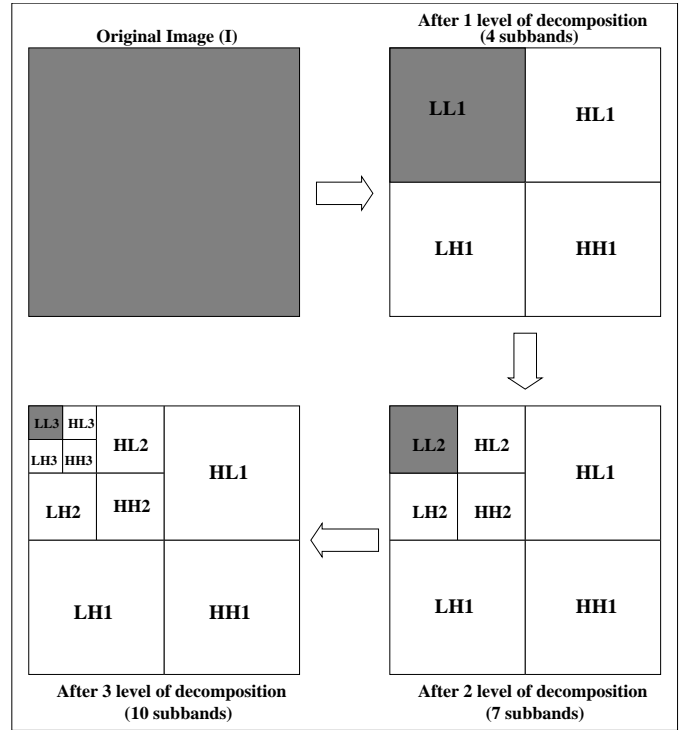 Original Image (I)
After 1 level of decomposition
(4 subbands)
LL1
HL1
LH1
HH1
LL3
HL3
LH3
HH3
HL2
LH2
HH2
HL1
LH1
HH1
After 3 level of decomposition
(10 subbands)
LL2
HL2
LH2
HH2
HL1
LH1
HH1
After 2 level of decomposition
(7 subbands)